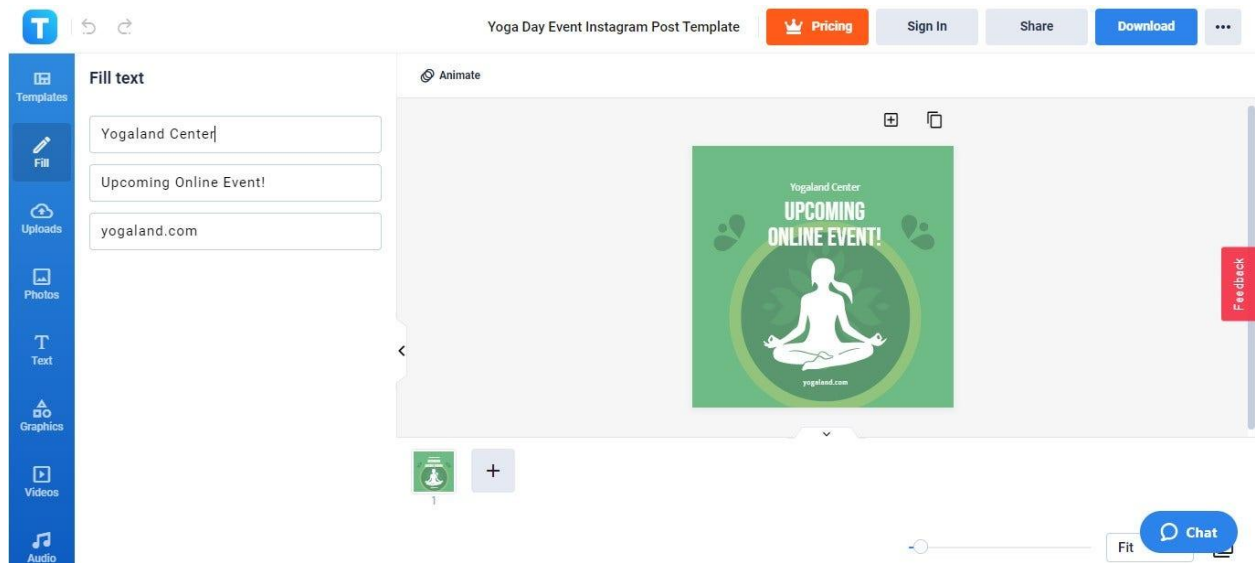 T
Yoga Day Event Instagram Post Template
Pricing
Sign In
Share
Download
Templates
Fill
Uploads
Photos
Text
Graphics
Videos
Audio
Fill text
Yogaland Center
Upcoming Online Event!
yogaland.com
Animate
Yogaland Center
UPCOMING
ONLINE EVENT!
yogaland.com
Feedback
1
Fit
Chat